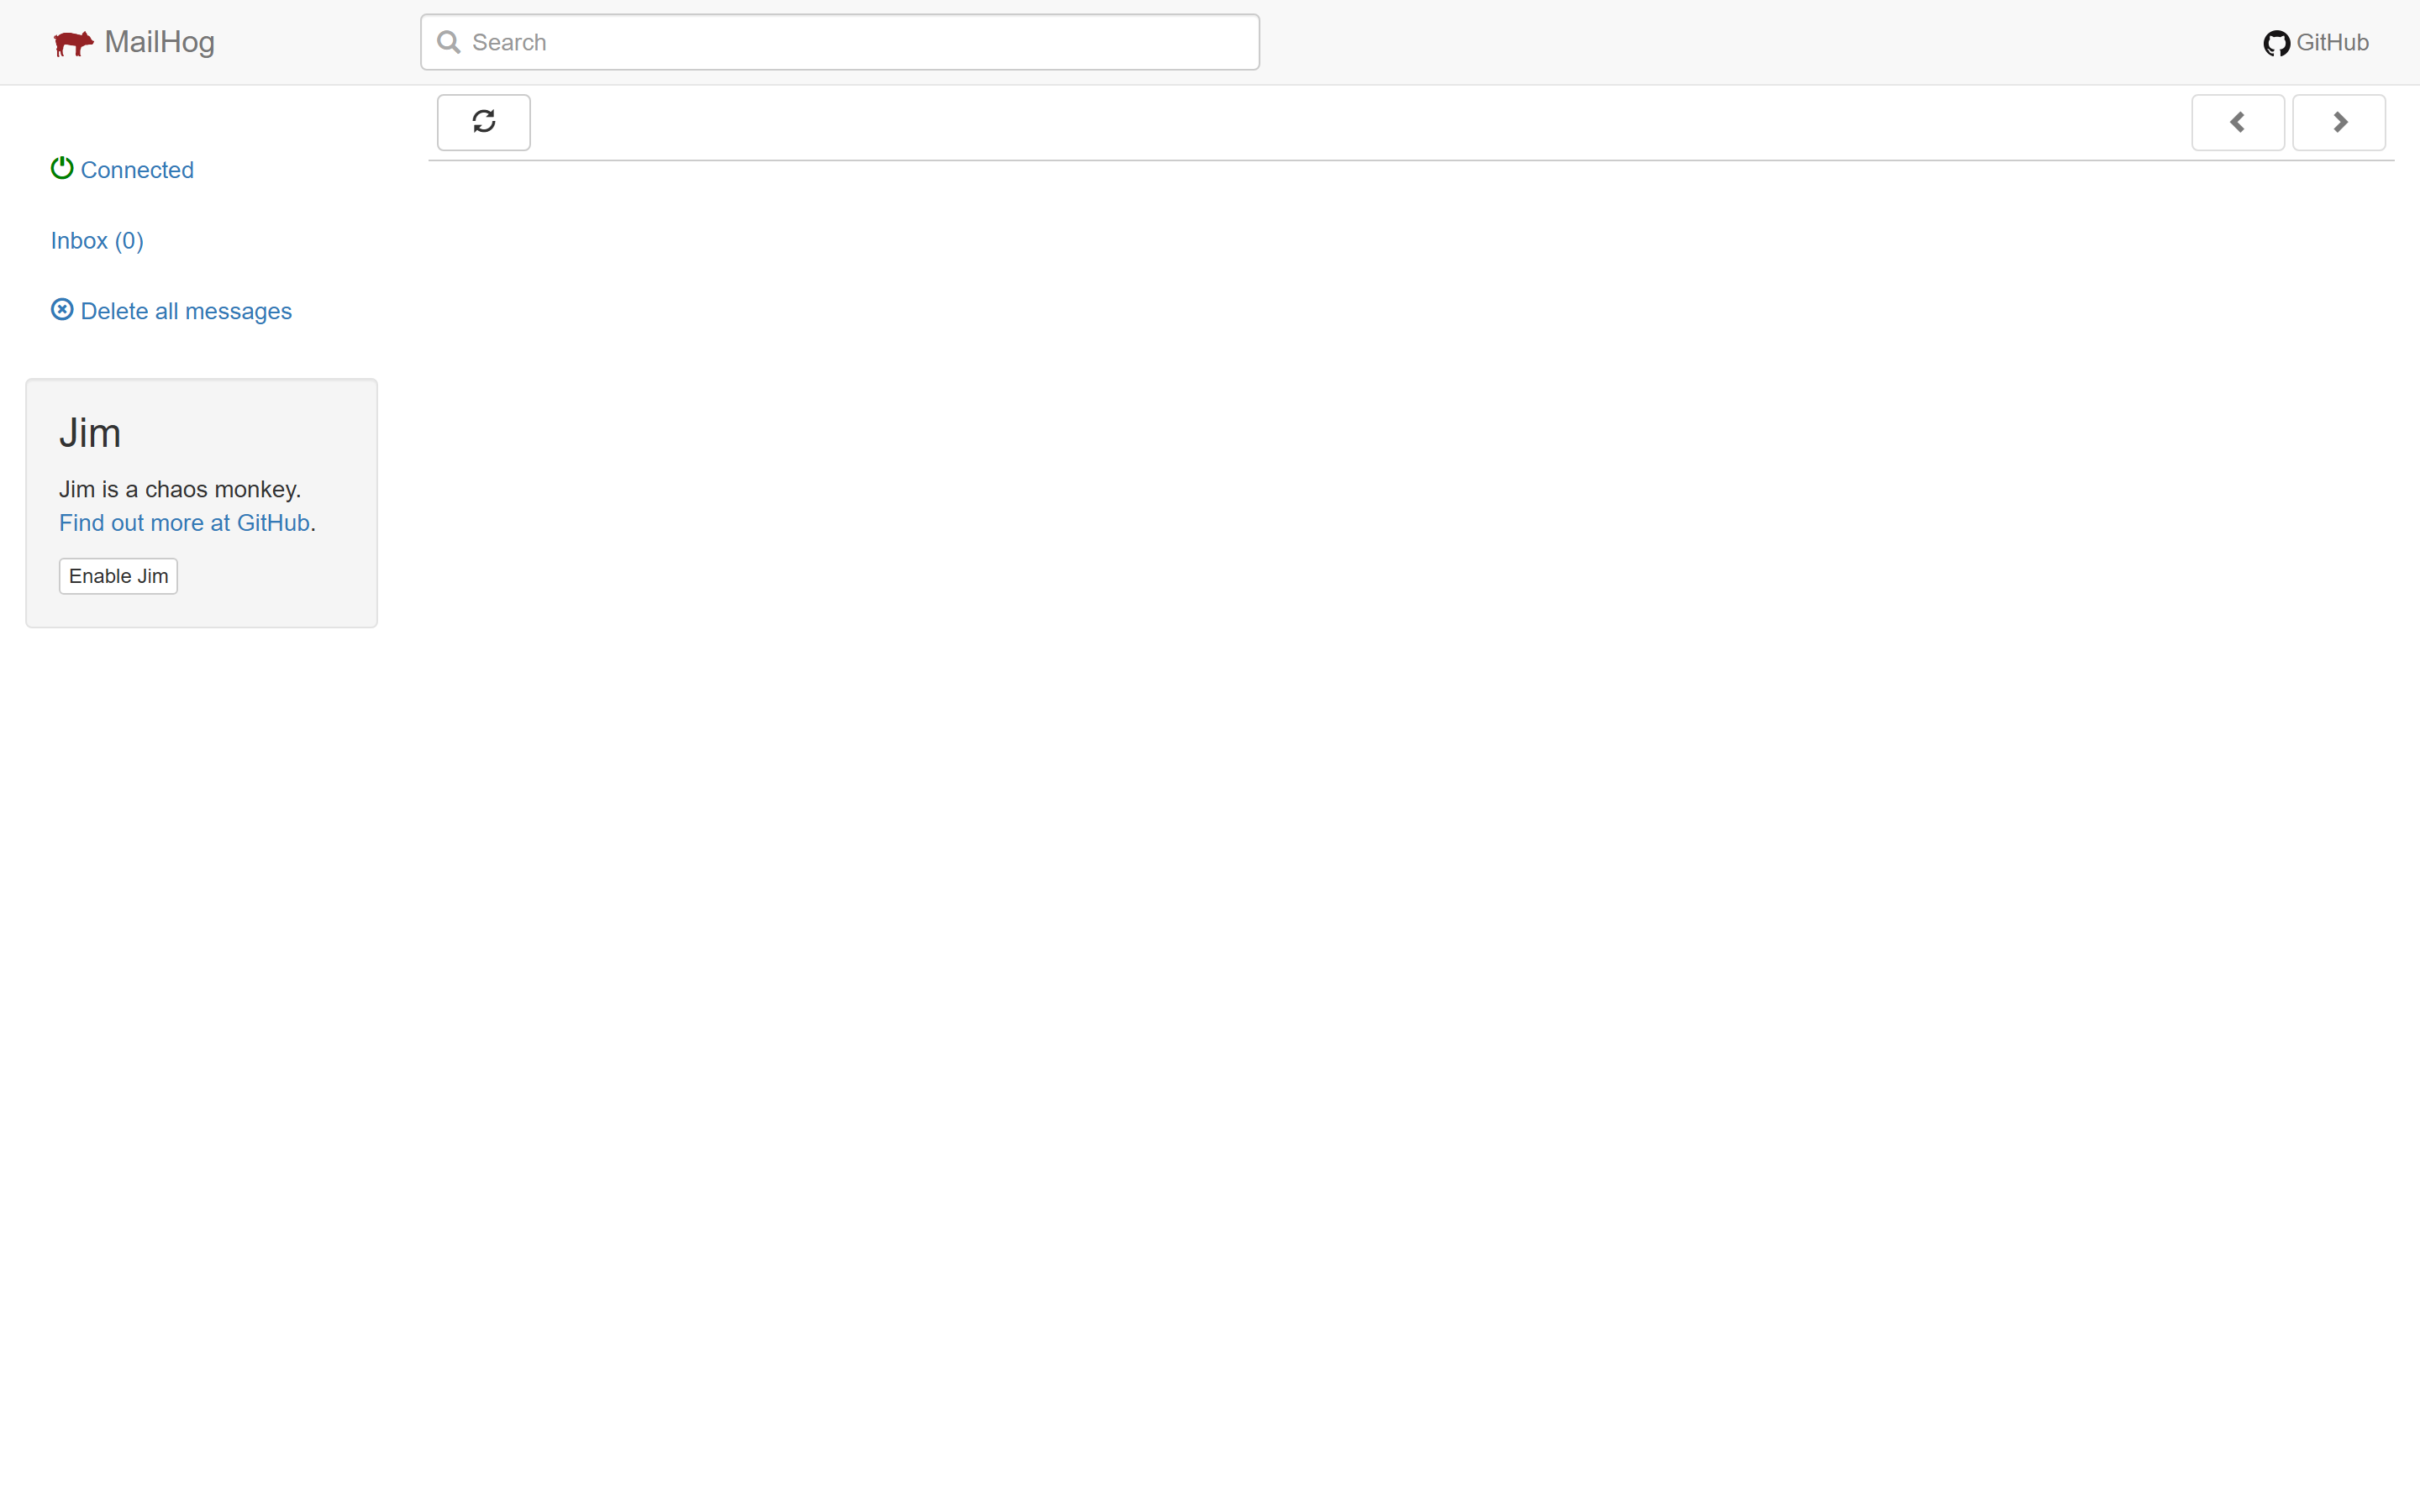 MailHog
Search
GitHub
Connected
Inbox (0)
Delete all messages
Jim
Jim is a chaos monkey.
Find out more at GitHub.
Enable Jim